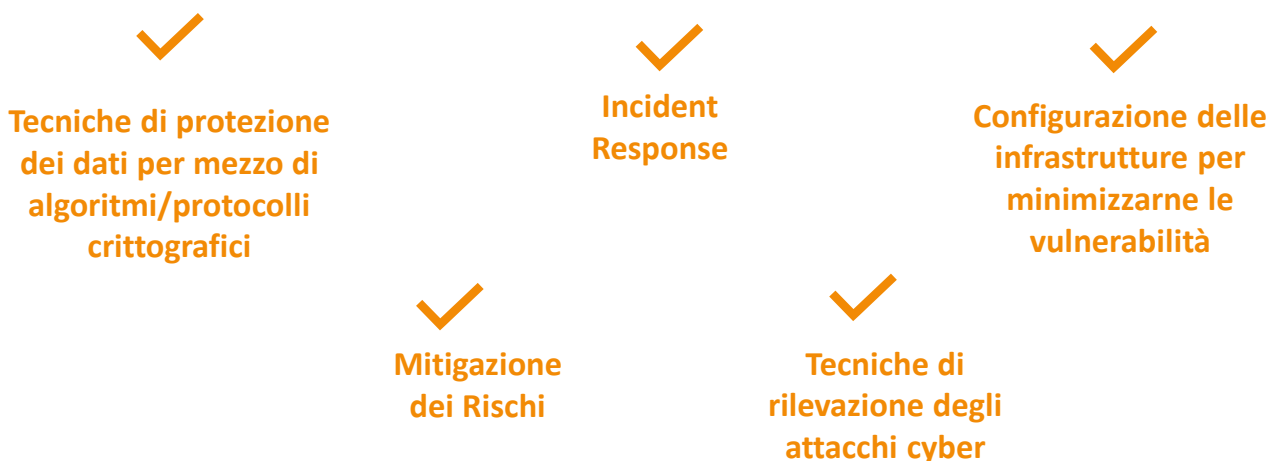 Tecniche di protezione
dei dati per mezzo di
algoritmi/protocolli
crittografici
Incident
Response
Configurazione delle
infrastrutture per
minimizzarne le
vulnerabilità
Mitigazione
dei Rischi
Tecniche di
rilevazione degli
attacchi cyber